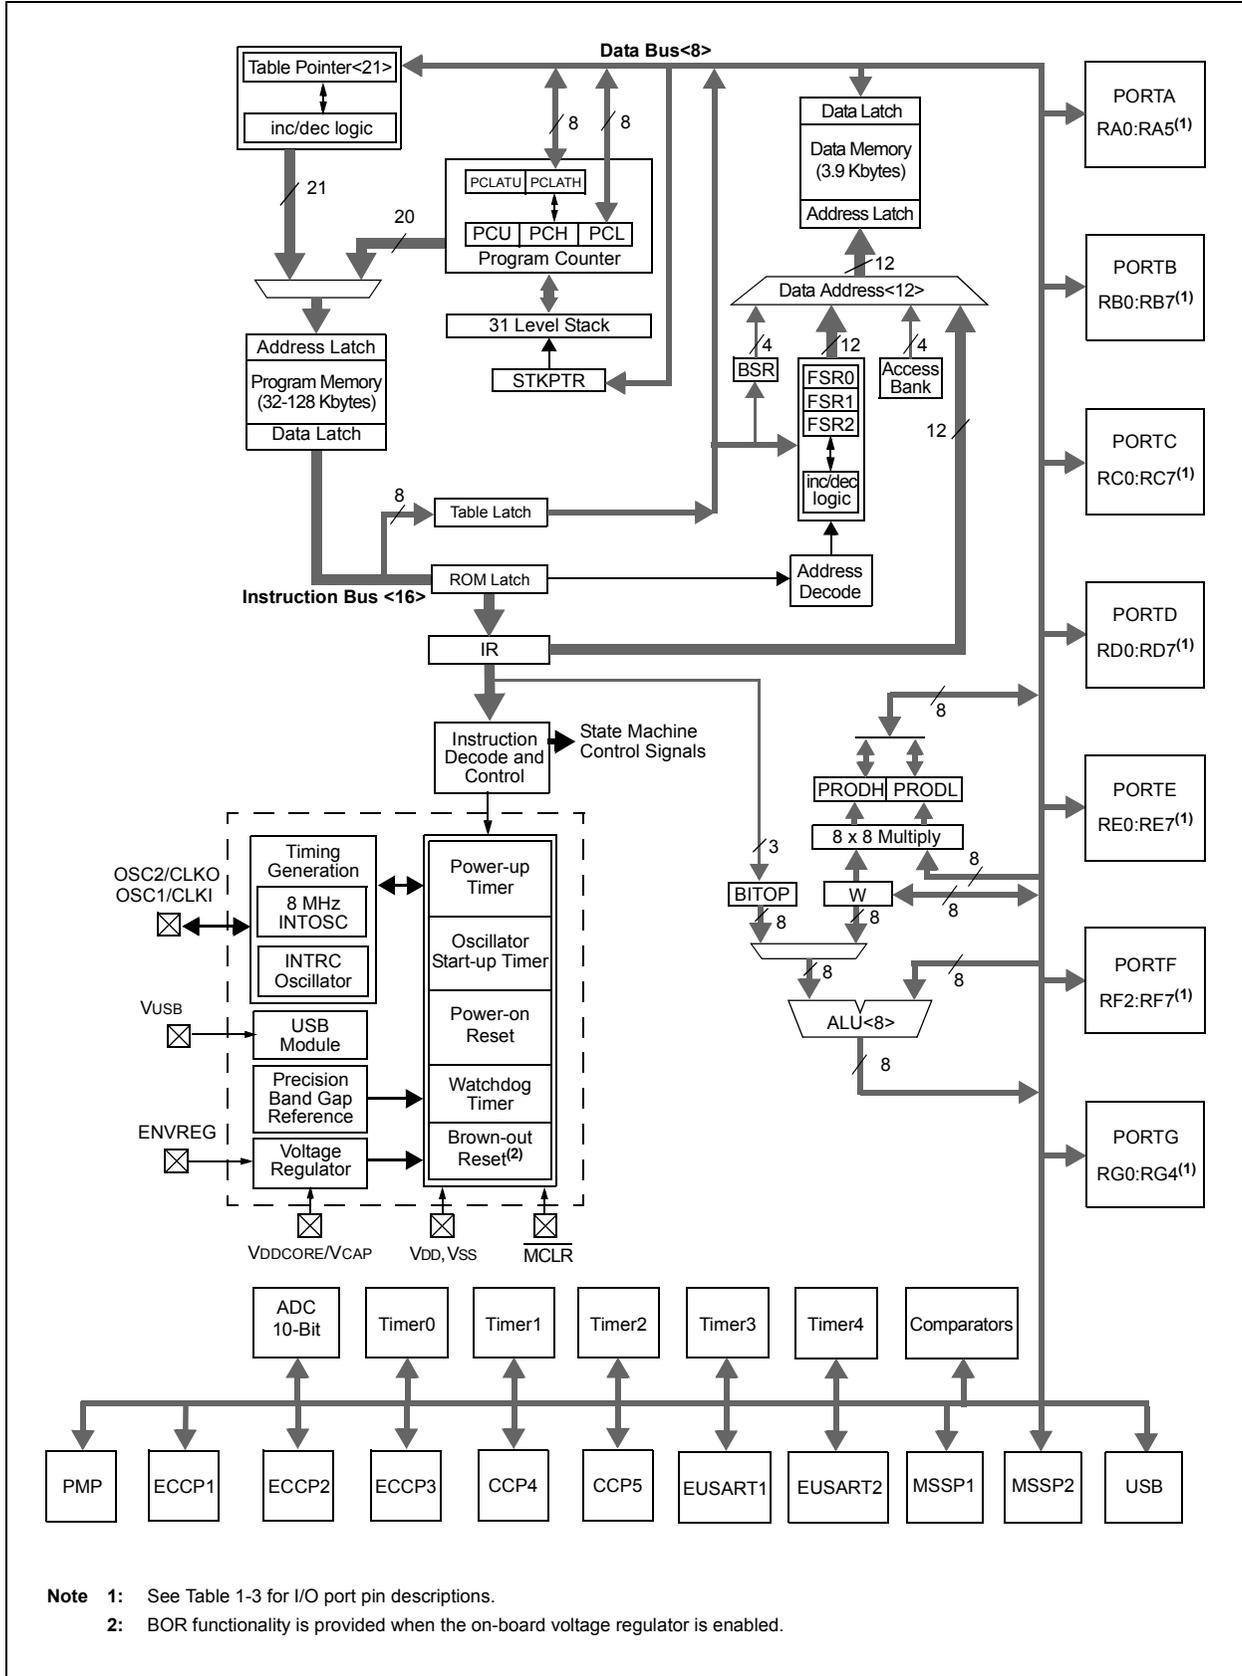 Data Bus<8>
Table Pointer<21>
inc/dec logic
21
20
8
8
PCLATU PCLATH
PCU PCH PCL
Program Counter
31 Level Stack
STKPTR
Data Latch
Data Memory
(3.9 Kbytes)
Address Latch
12
Data Address<12>
4
12
4
BSR
FSR0
FSR1
FSR2
inc/dec
logic
Access
Bank
12
Address Latch
Program Memory
(32-128 Kbytes)
Data Latch
8
Table Latch
ROM Latch
Instruction Bus <16>
Address
Decode
IR
Instruction
Decode and
Control
State Machine
Control Signals
8
PRODH PRODL
8 x 8 Multiply
3
8
BITOP
W
8
8
8
8
8
ALU<8>
8
OSC2/CLKO
OSC1/CLKI
Timing
Generation
8 MHz
INTOSC
INTRC
Oscillator
VUSB
USB
Module
Precision
Band Gap
Reference
ENVREG
Voltage
Regulator
Power-up
Timer
Oscillator
Start-up Timer
Power-on
Reset
Watchdog
Timer
Brown-out
Reset(2)
VDDCORE/VCAP
VDD, VSS
MCLR
PORTA
RA0:RA5(1)
PORTB
RB0:RB7(1)
PORTC
RC0:RC7(1)
PORTD
RD0:RD7(1)
PORTE
RE0:RE7(1)
PORTF
RF2:RF7(1)
PORTG
RG0:RG4(1)
ADC
10-Bit
Timer0
Timer1
Timer2
Timer3
Timer4
Comparators
PMP
ECCP1
ECCP2
ECCP3
CCP4
CCP5
EUSART1
EUSART2
MSSP1
MSSP2
USB
Note 1: See Table 1-3 for I/O port pin descriptions.
2: BOR functionality is provided when the on-board voltage regulator is enabled.